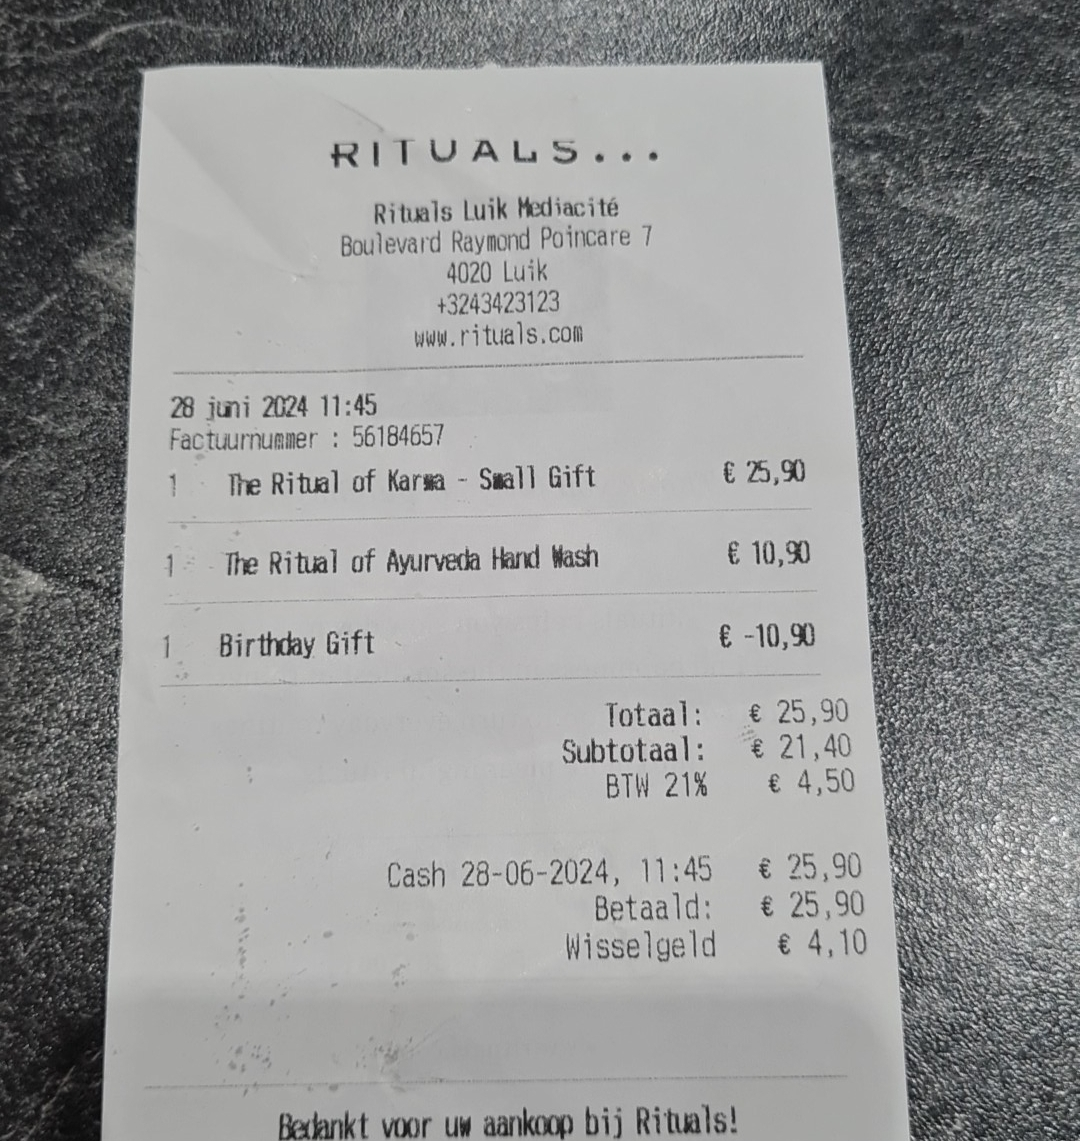 RITUALS...
Rituals Luik Mediacité
Boulevard Raymond Poincare 7
4020 Luik
+3243423123
www.rituals.com
28 juni 2024 11:45
Factuurnummer : 56184657
1 The Ritual of Karma - Small Gift € 25,90
1 The Ritual of Ayurveda Hand Wash € 10,90
1 Birthday Gift € -10,90
Totaal: € 25,90
Subtotaal: € 21,40
BTW 21% € 4,50
Cash 28-06-2024, 11:45 € 25,90
Betaald: € 25,90
Wisselgeld € 4,10
Bedankt voor uw aankoop bij Rituals!